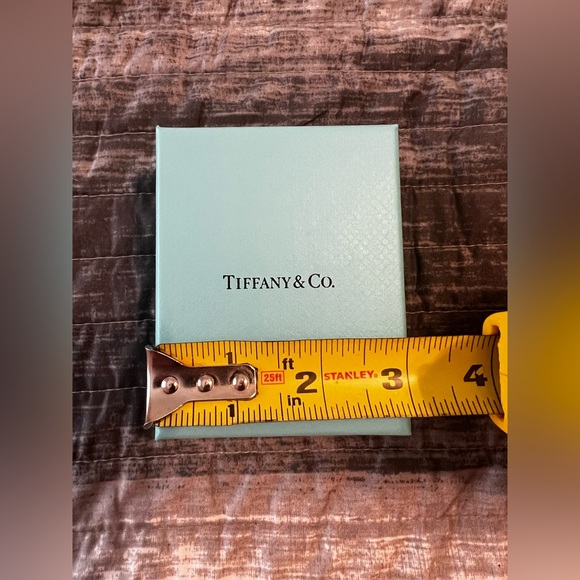 TIFFANY & CO.
1 ft
25ft 2 STANLEY 3 4
1 in